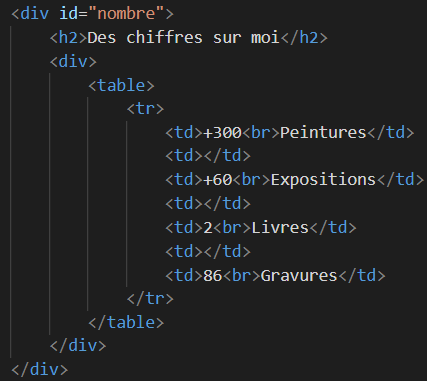 <div id="nombre">
<h2>Des chiffres sur moi</h2>
<div>
<table>
<tr>
<td>+300<br>Peintures</td>
<td></td>
<td>+60<br>Expositions</td>
<td></td>
<td>2<br>Livres</td>
<td></td>
<td>86<br>Gravures</td>
</tr>
</table>
</div>
</div>